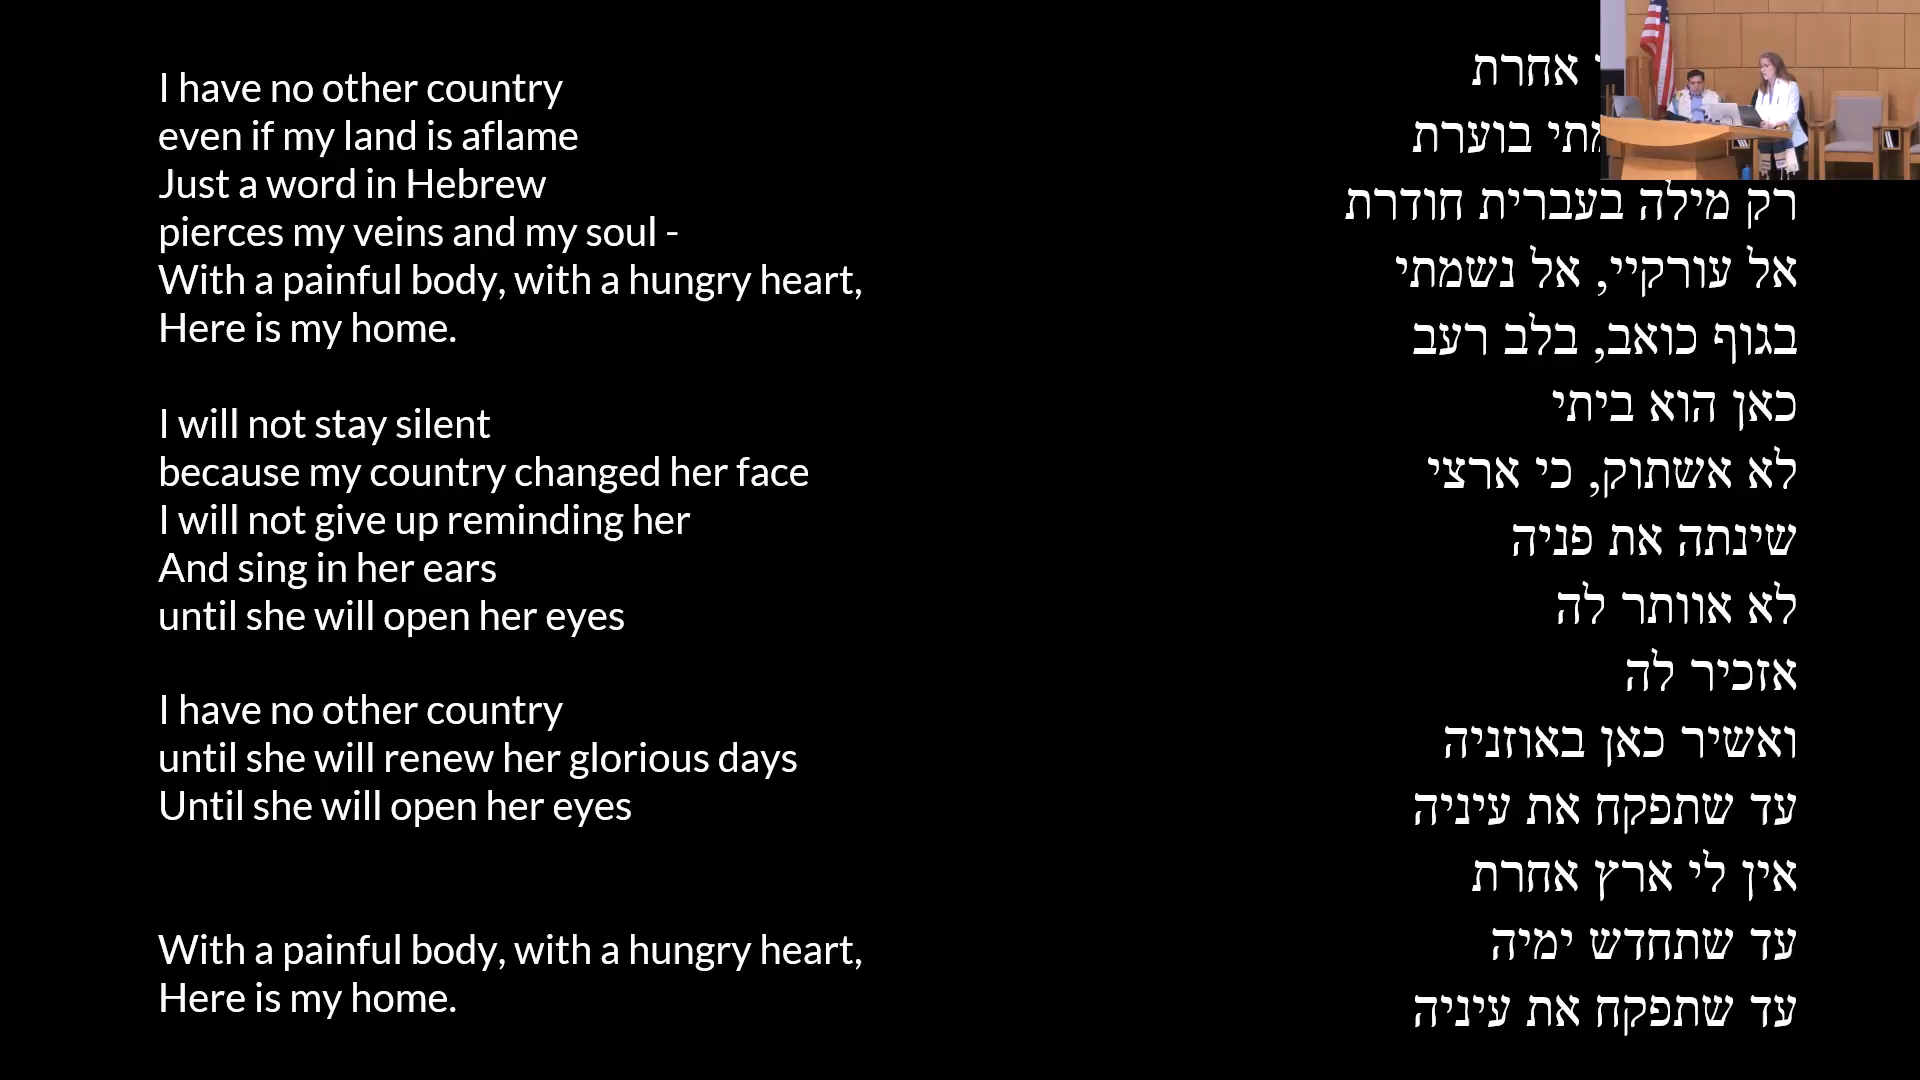 I have no other country
even if my land is aflame
Just a word in Hebrew
pierces my veins and my soul -
With a painful body, with a hungry heart,
Here is my home.
I will not stay silent
because my country changed her face
I will not give up reminding her
And sing in her ears
until she will open her eyes
I have no other country
until she will renew her glorious days
Until she will open her eyes
With a painful body, with a hungry heart,
Here is my home.
אחרת
בוערת
רק מילה בעברית חודרת
אל עורקיי, אל נשמתי
בגוף כואב, בלב רעב
כאן הוא ביתי
לא אשתוק, כי ארצי
שינתה את פניה
לא אוותר לה
אזכיר לה
ואשיר כאן באוזניה
עד שתפקח את עיניה
אין לי ארץ אחרת
עד שתחדש ימיה
עד שתפקח את עיניה